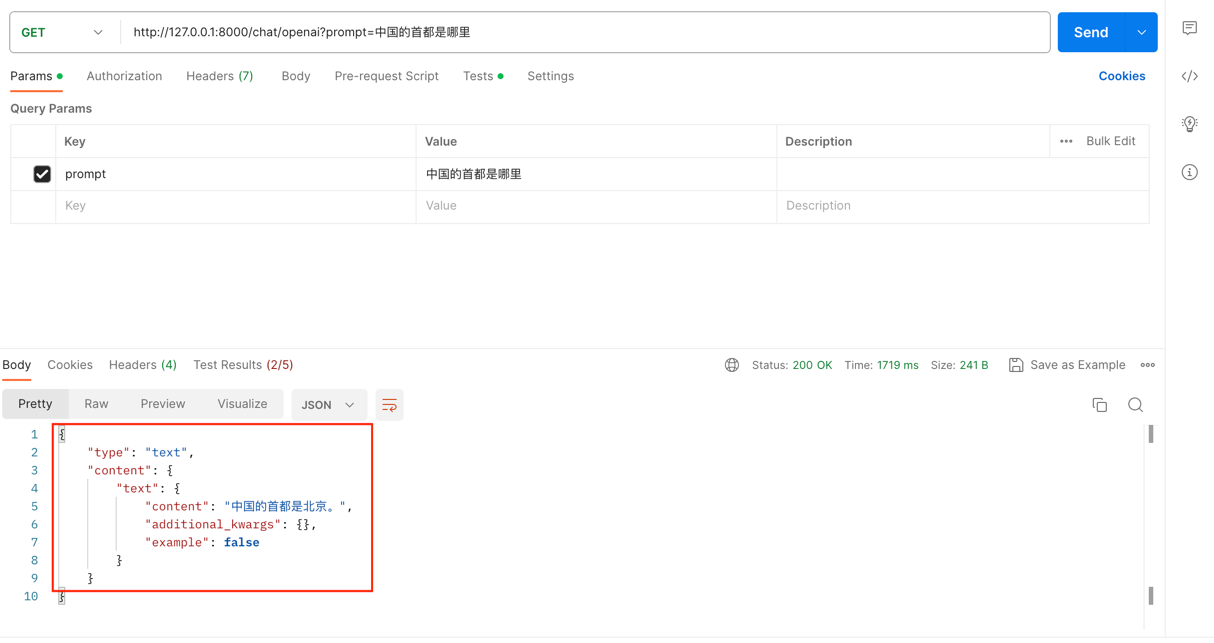 GET http://127.0.0.1:8000/chat/openai?prompt=中国的首都是哪里 Send
Params Authorization Headers (7) Body Pre-request Script Tests Settings Cookies
Query Params
Key Value Description Bulk Edit
prompt 中国的首都是哪里
Key Value Description
Body Cookies Headers (4) Test Results (2/5) Status: 200 OK Time: 1719 ms Size: 241 B Save as Example
Pretty Raw Preview Visualize JSON
1 {
2 "type": "text",
3 "content": {
4 "text": {
5 "content": "中国的首都是北京。",
6 "additional_kwargs": {},
7 "example": false
8 }
9 }
10 }